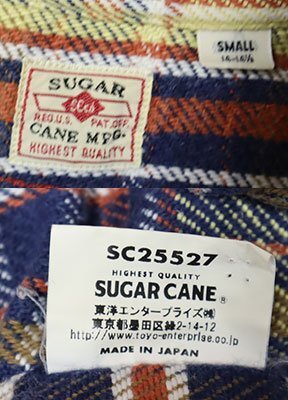 SUGAR
REG.U.S. PAT.OFF.
CANE MFG.
HIGHEST QUALITY
SMALL
14-14½
SC25527
HIGHEST QUALITY
SUGAR CANE®
東洋エンタープライズ㈱
東京都墨田区緑2-14-12
http://www.toyo-enterprise.co.jp
MADE IN JAPAN